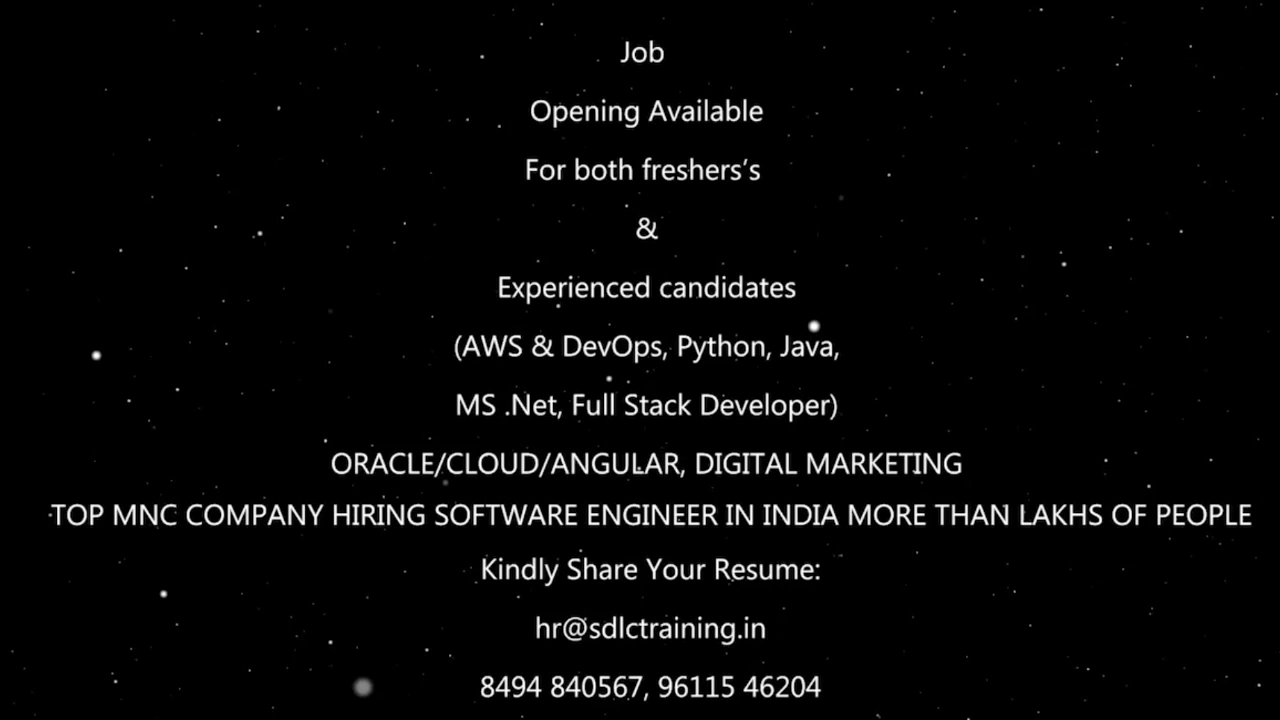 Job
Opening Available
For both freshers’s
&
Experienced candidates
(AWS & DevOps, Python, Java,
MS .Net, Full Stack Developer)
ORACLE/CLOUD/ANGULAR, DIGITAL MARKETING
TOP MNC COMPANY HIRING SOFTWARE ENGINEER IN INDIA MORE THAN LAKHS OF PEOPLE
Kindly Share Your Resume:
hr@sdlctraining.in
8494 840567, 96115 46204